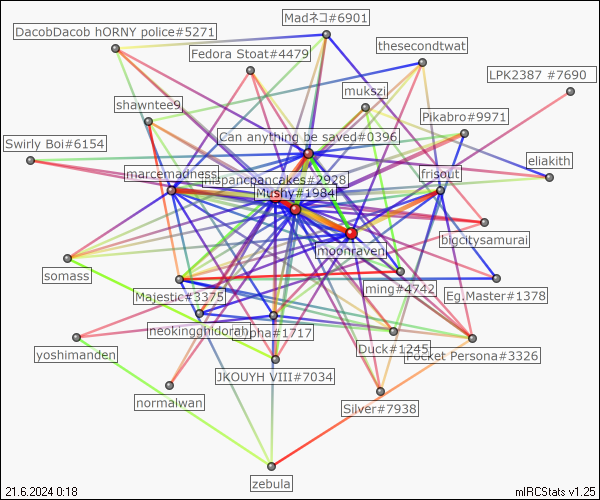 Madネコ#6901
DacobDacob hORNY police#5271
thesecondtwat
Fedora Stoat#4479
LPK2387 #7690
mukszi
shawntee9
Pikabro#9971
Can anything be saved#0396
Swirly Boi#6154
eliakith
marcemadness
frisout
hispancpancakes#2928
Mushy#1984
bigcitysamurai
moonraven
somass
ming#4742
Majestic#3375
Eg.Master#1378
neokingghidorah
#1717
yoshimanden
Duck#1245
Pocket Persona#3326
JKOUYH VIII#7034
normalwan
Silver#7938
zebula
21.6.2024 0:18
mIRCStats v1.25